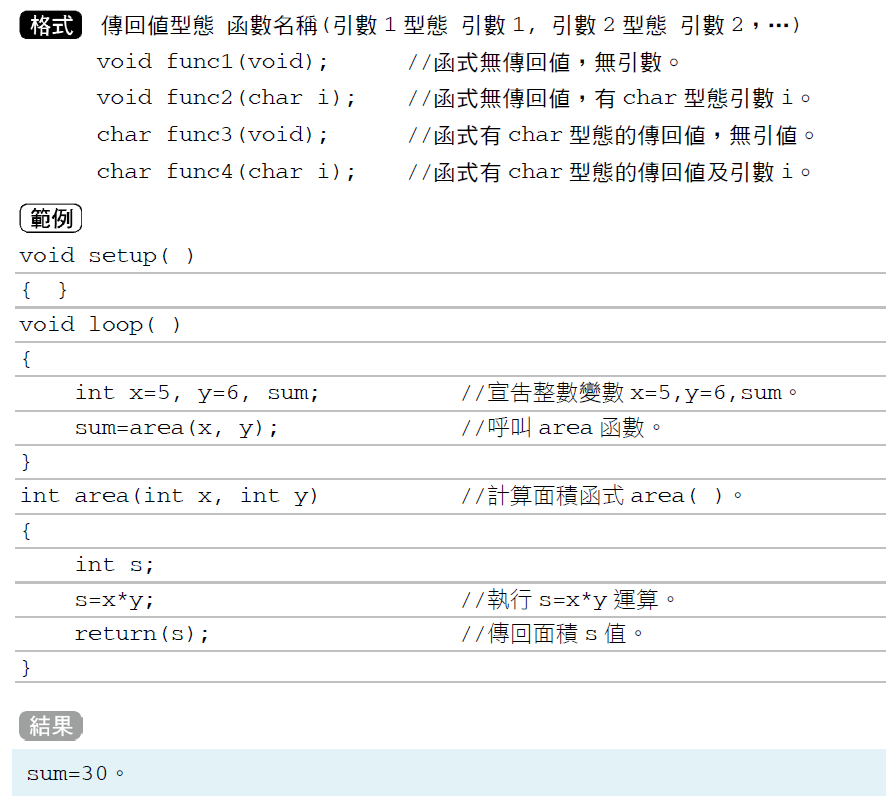 格式 傳回值型態 函數名稱(引數1型態 引數1, 引數2型態 引數2，⋯)
void func1(void); //函式無傳回值，無引數。
void func2(char i); //函式無傳回值，有 char 型態引數 i。
char func3(void); //函式有 char 型態的傳回值，無引值。
char func4(char i); //函式有 char 型態的傳回值及引數 i。
範例
void setup( )
{ }
void loop( )
{
int x=5, y=6, sum; //宣告整數變數 x=5,y=6,sum。
sum=area(x, y); //呼叫 area 函數。
}
int area(int x, int y) //計算面積函式 area( )。
{
int s;
s=x*y; //執行 s=x*y 運算。
return(s); //傳回面積 s 值。
}
結果
sum=30。